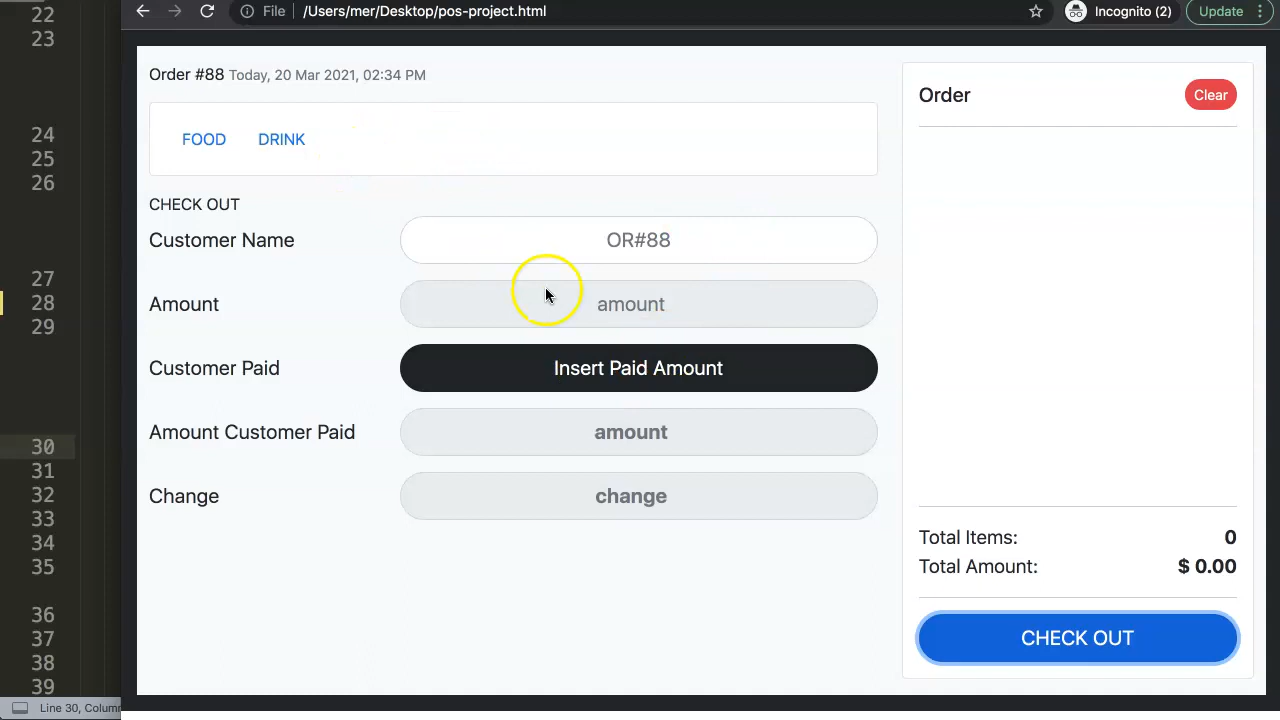 22
23
24
25
26
27
28
29
30
31
32
33
34
35
36
37
38
39
Line 30, Colum
File /Users/mer/Desktop/pos-project.html
Incognito (2)
Update
Order #88 Today, 20 Mar 2021, 02:34 PM
FOOD DRINK
CHECK OUT
Customer Name OR#88
Amount amount
Customer Paid Insert Paid Amount
Amount Customer Paid amount
Change change
Order Clear
Total Items: 0
Total Amount: $ 0.00
CHECK OUT